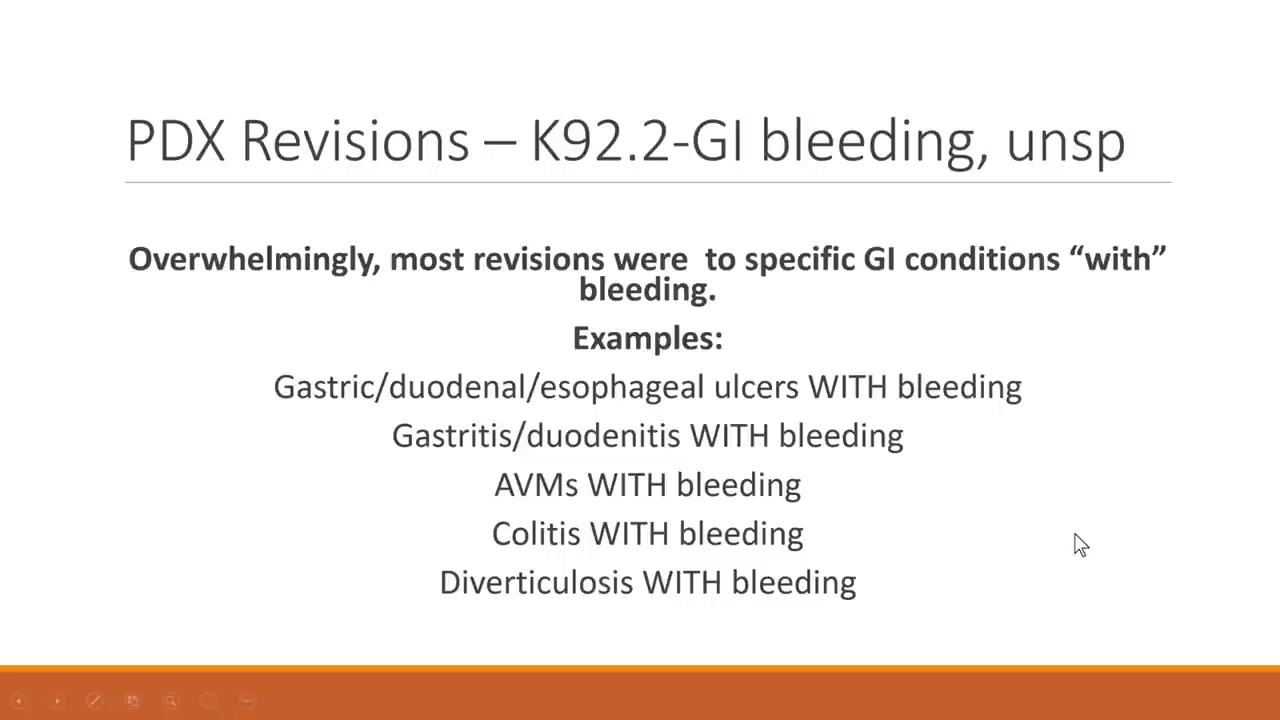 PDX Revisions – K92.2-GI bleeding, unsp
Overwhelmingly, most revisions were  to specific GI conditions “with”
bleeding.
Examples:
Gastric/duodenal/esophageal ulcers WITH bleeding
Gastritis/duodenitis WITH bleeding
AVMs WITH bleeding
Colitis WITH bleeding
Diverticulosis WITH bleeding